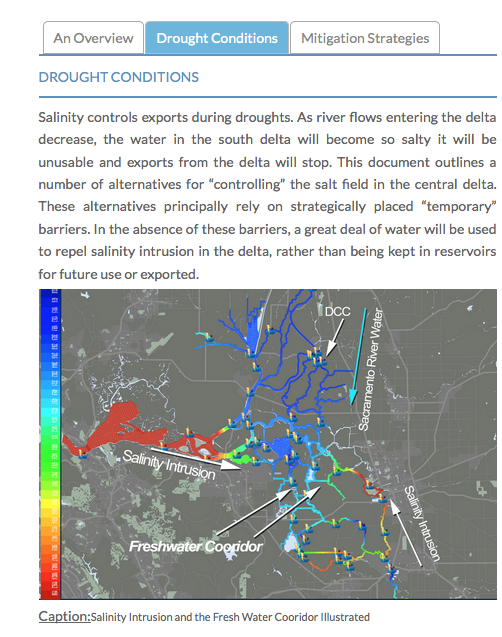 An Overview
Drought Conditions
Mitigation Strategies
DROUGHT CONDITIONS
Salinity controls exports during droughts. As river flows entering the delta
decrease, the water in the south delta will become so salty it will be
unusable and exports from the delta will stop. This document outlines a
number of alternatives for “controlling” the salt field in the central delta.
These alternatives principally rely on strategically placed “temporary”
barriers. In the absence of these barriers, a great deal of water will be used
to repel salinity intrusion in the delta, rather than being kept in reservoirs
for future use or exported.
DCC
Sacramento River Water
Salinity Intrusion
Salinity Intrusion
Freshwater Cooridor
Caption:Salinity Intrusion and the Fresh Water Cooridor Illustrated